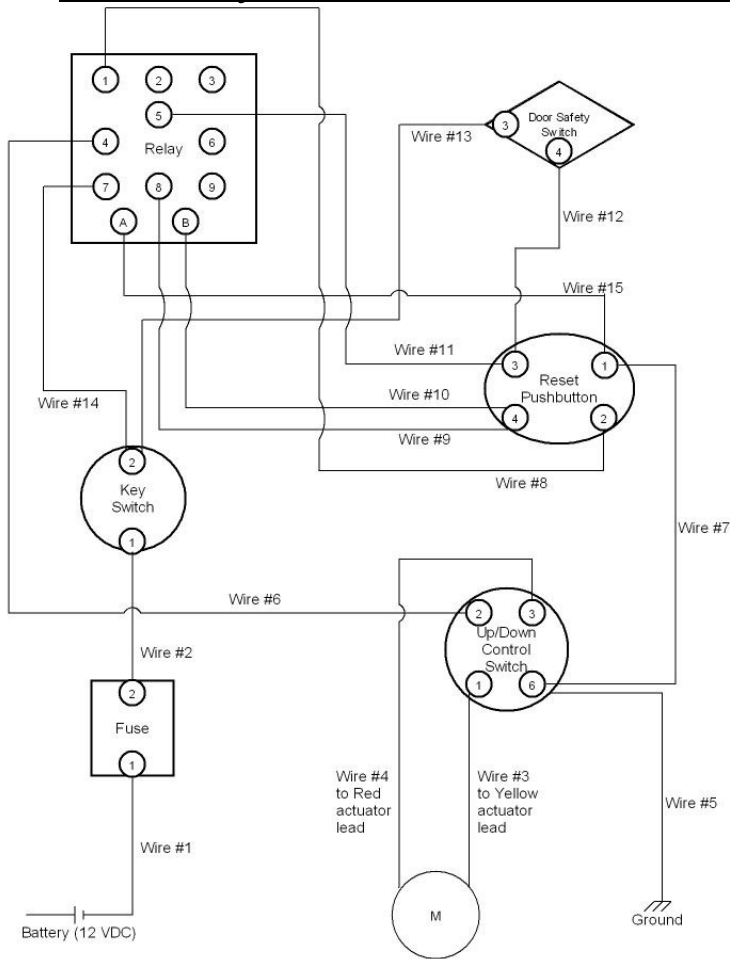 1
2
3
5
4
Relay
6
7
8
9
A
B
3
Door Safety
Switch
4
Wire #13
Wire #12
Wire #15
Wire #11
3
1
Reset
Pushbutton
Wire #10
4
2
Wire #14
Wire #9
Wire #8
2
Key
Switch
1
Wire #7
Wire #6
2
3
Up/Down
Control
Switch
1
6
Wire #2
2
Fuse
1
Wire #4
to Red
actuator
lead
Wire #3
to Yellow
actuator
lead
Wire #5
Wire #1
M
Ground
Battery (12 VDC)